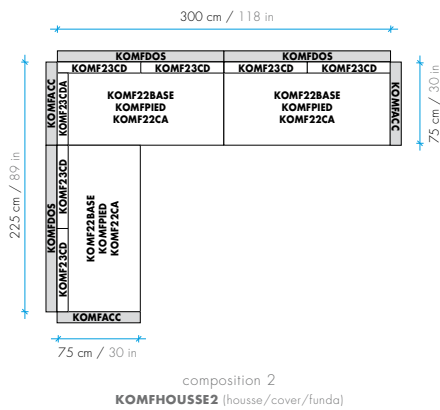 300 cm / 118 in
KOMFDOS KOMFDOS
KOMF23CD KOMF23CD KOMF23CD KOMF23CD
KOMFACC
KOMF23CDA
KOMF22BASE
KOMFPIED
KOMF22CA
KOMF22BASE
KOMFPIED
KOMF22CA
KOMFACC
75 cm / 30 in
225 cm / 89 in
KOMFDOS
KOMF23CD
KOMF23CD
KOMF22BASE
KOMFPIED
KOMF22CA
KOMFACC
75 cm / 30 in
composition 2
KOMFHOUSSE2 (housse/cover/funda)